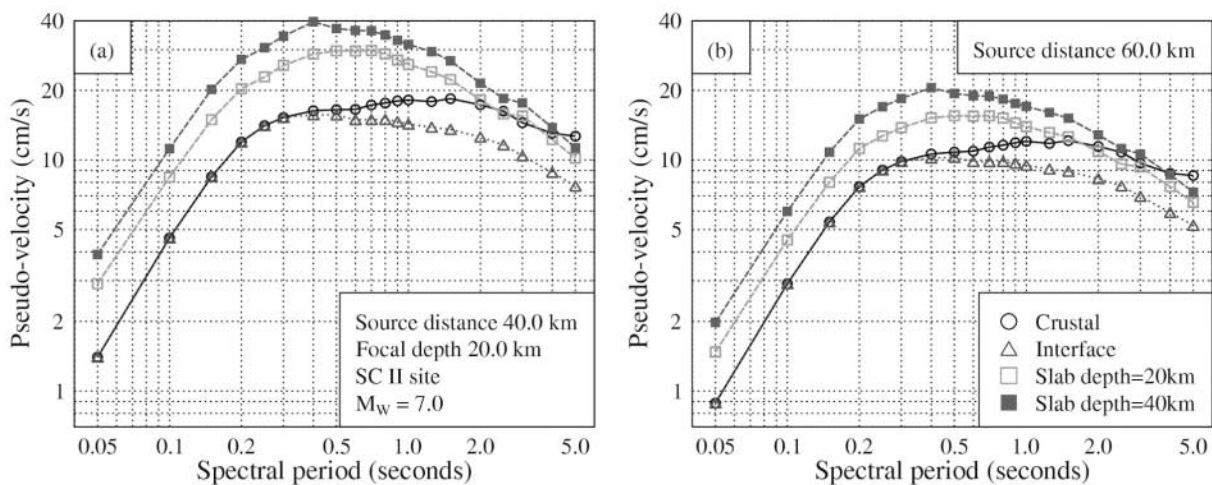 (a)
40
20
10
5
2
1
Pseudo-velocity (cm/s)
Source distance 40.0 km
Focal depth 20.0 km
SC II site
M_W = 7.0
0.05 0.1 0.2 0.5 1.0 2.0 5.0
Spectral period (seconds)
(b)
Source distance 60.0 km
40
20
10
5
2
1
Pseudo-velocity (cm/s)
Crustal
Interface
Slab depth=20km
Slab depth=40km
0.05 0.1 0.2 0.5 1.0 2.0 5.0
Spectral period (seconds)